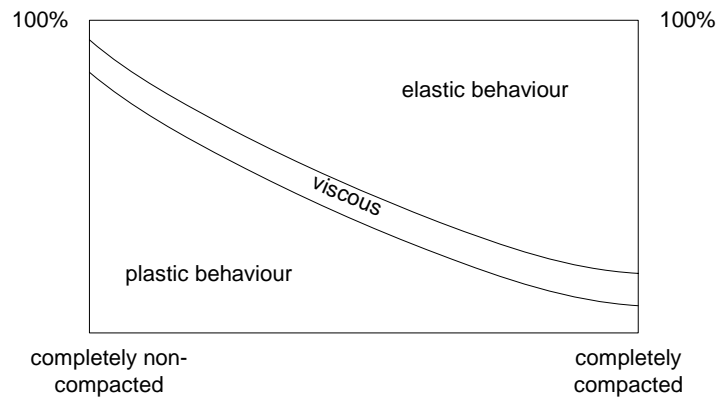 100%
100%
elastic behaviour
viscous
plastic behaviour
completely non-
compacted
completely
compacted